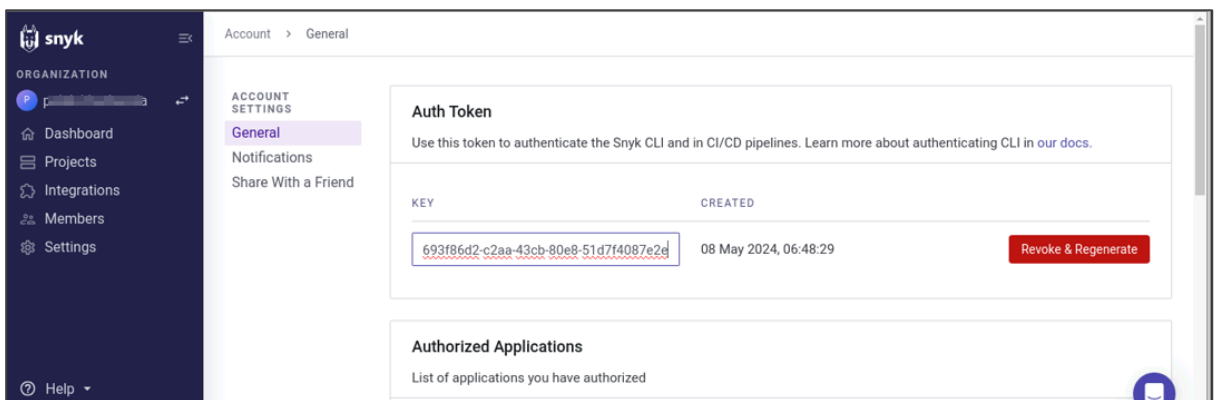 snyk
ORGANIZATION
P
Dashboard
Projects
Integrations
Members
Settings
Help
Account > General
ACCOUNT
SETTINGS
General
Notifications
Share With a Friend
Auth Token
Use this token to authenticate the Snyk CLI and in CI/CD pipelines. Learn more about authenticating CLI in our docs.
KEY CREATED
693f86d2-c2aa-43cb-80e8-51d7f4087e2e 08 May 2024, 06:48:29 Revoke & Regenerate
Authorized Applications
List of applications you have authorized